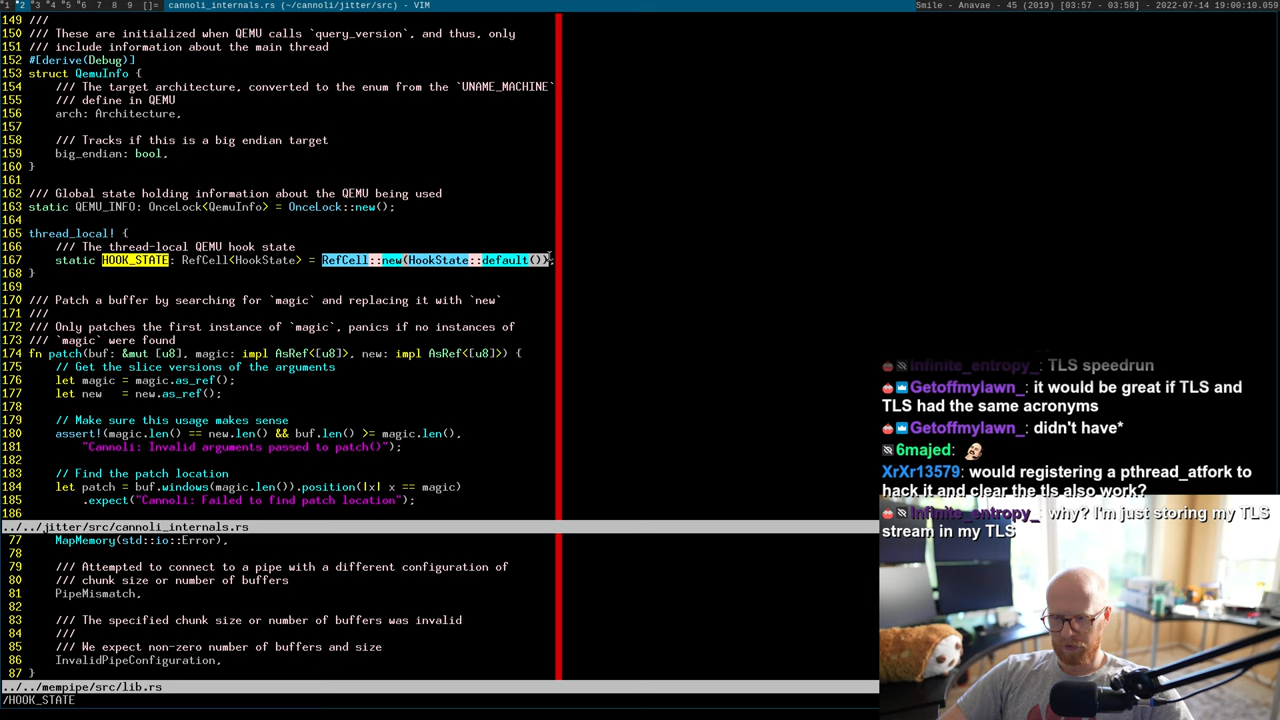 *1 *2 *3 *4 *5 *6 *7 8 9 []= cannoli_internals.rs (~/cannoli/jitter/src) - VIM Smile - Anavae - 45 (2019) [03:57 - 03:58] - 2022-07-14 19:00:10.059
149 ///
150 /// These are initialized when QEMU calls `query_version`, and thus, only
151 /// include information about the main thread
152 #[derive(Debug)]
153 struct QemuInfo {
154     /// The target architecture, converted to the enum from the `UNAME_MACHINE`
155     /// define in QEMU
156     arch: Architecture,
157
158     /// Tracks if this is a big endian target
159     big_endian: bool,
160 }
161
162 /// Global state holding information about the QEMU being used
163 static QEMU_INFO: OnceLock<QemuInfo> = OnceLock::new();
164
165 thread_local! {
166     /// The thread-local QEMU hook state
167     static HOOK_STATE: RefCell<HookState> = RefCell::new(HookState::default());
168 }
169
170 /// Patch a buffer by searching for `magic` and replacing it with `new`
171 ///
172 /// Only patches the first instance of `magic`, panics if no instances of
173 /// `magic` were found
174 fn patch(buf: &mut [u8], magic: impl AsRef<[u8]>, new: impl AsRef<[u8]>) {
175     // Get the slice versions of the arguments
176     let magic = magic.as_ref();
177     let new   = new.as_ref();
178
179     // Make sure this usage makes sense
180     assert!(magic.len() == new.len() && buf.len() >= magic.len(),
181         "Cannoli: Invalid arguments passed to patch()");
182
183     // Find the patch location
184     let patch = buf.windows(magic.len()).position(|x| x == magic)
185         .expect("Cannoli: Failed to find patch location");
186
../../jitter/src/cannoli_internals.rs
77     MapMemory(std::io::Error),
78
79     /// Attempted to connect to a pipe with a different configuration of
80     /// chunk size or number of buffers
81     PipeMismatch,
82
83     /// The specified chunk size or number of buffers was invalid
84     ///
85     /// We expect non-zero number of buffers and size
86     InvalidPipeConfiguration,
87 }
../../mempipe/src/lib.rs
/HOOK_STATE
infinite_entropy_: TLS speedrun
Getoffmylawn_: it would be great if TLS and
TLS had the same acronyms
Getoffmylawn_: didn't have*
6majed:
XrXr13579: would registering a pthread_atfork to
hack it and clear the tls also work?
infinite_entropy_: why? I'm just storing my TLS
stream in my TLS